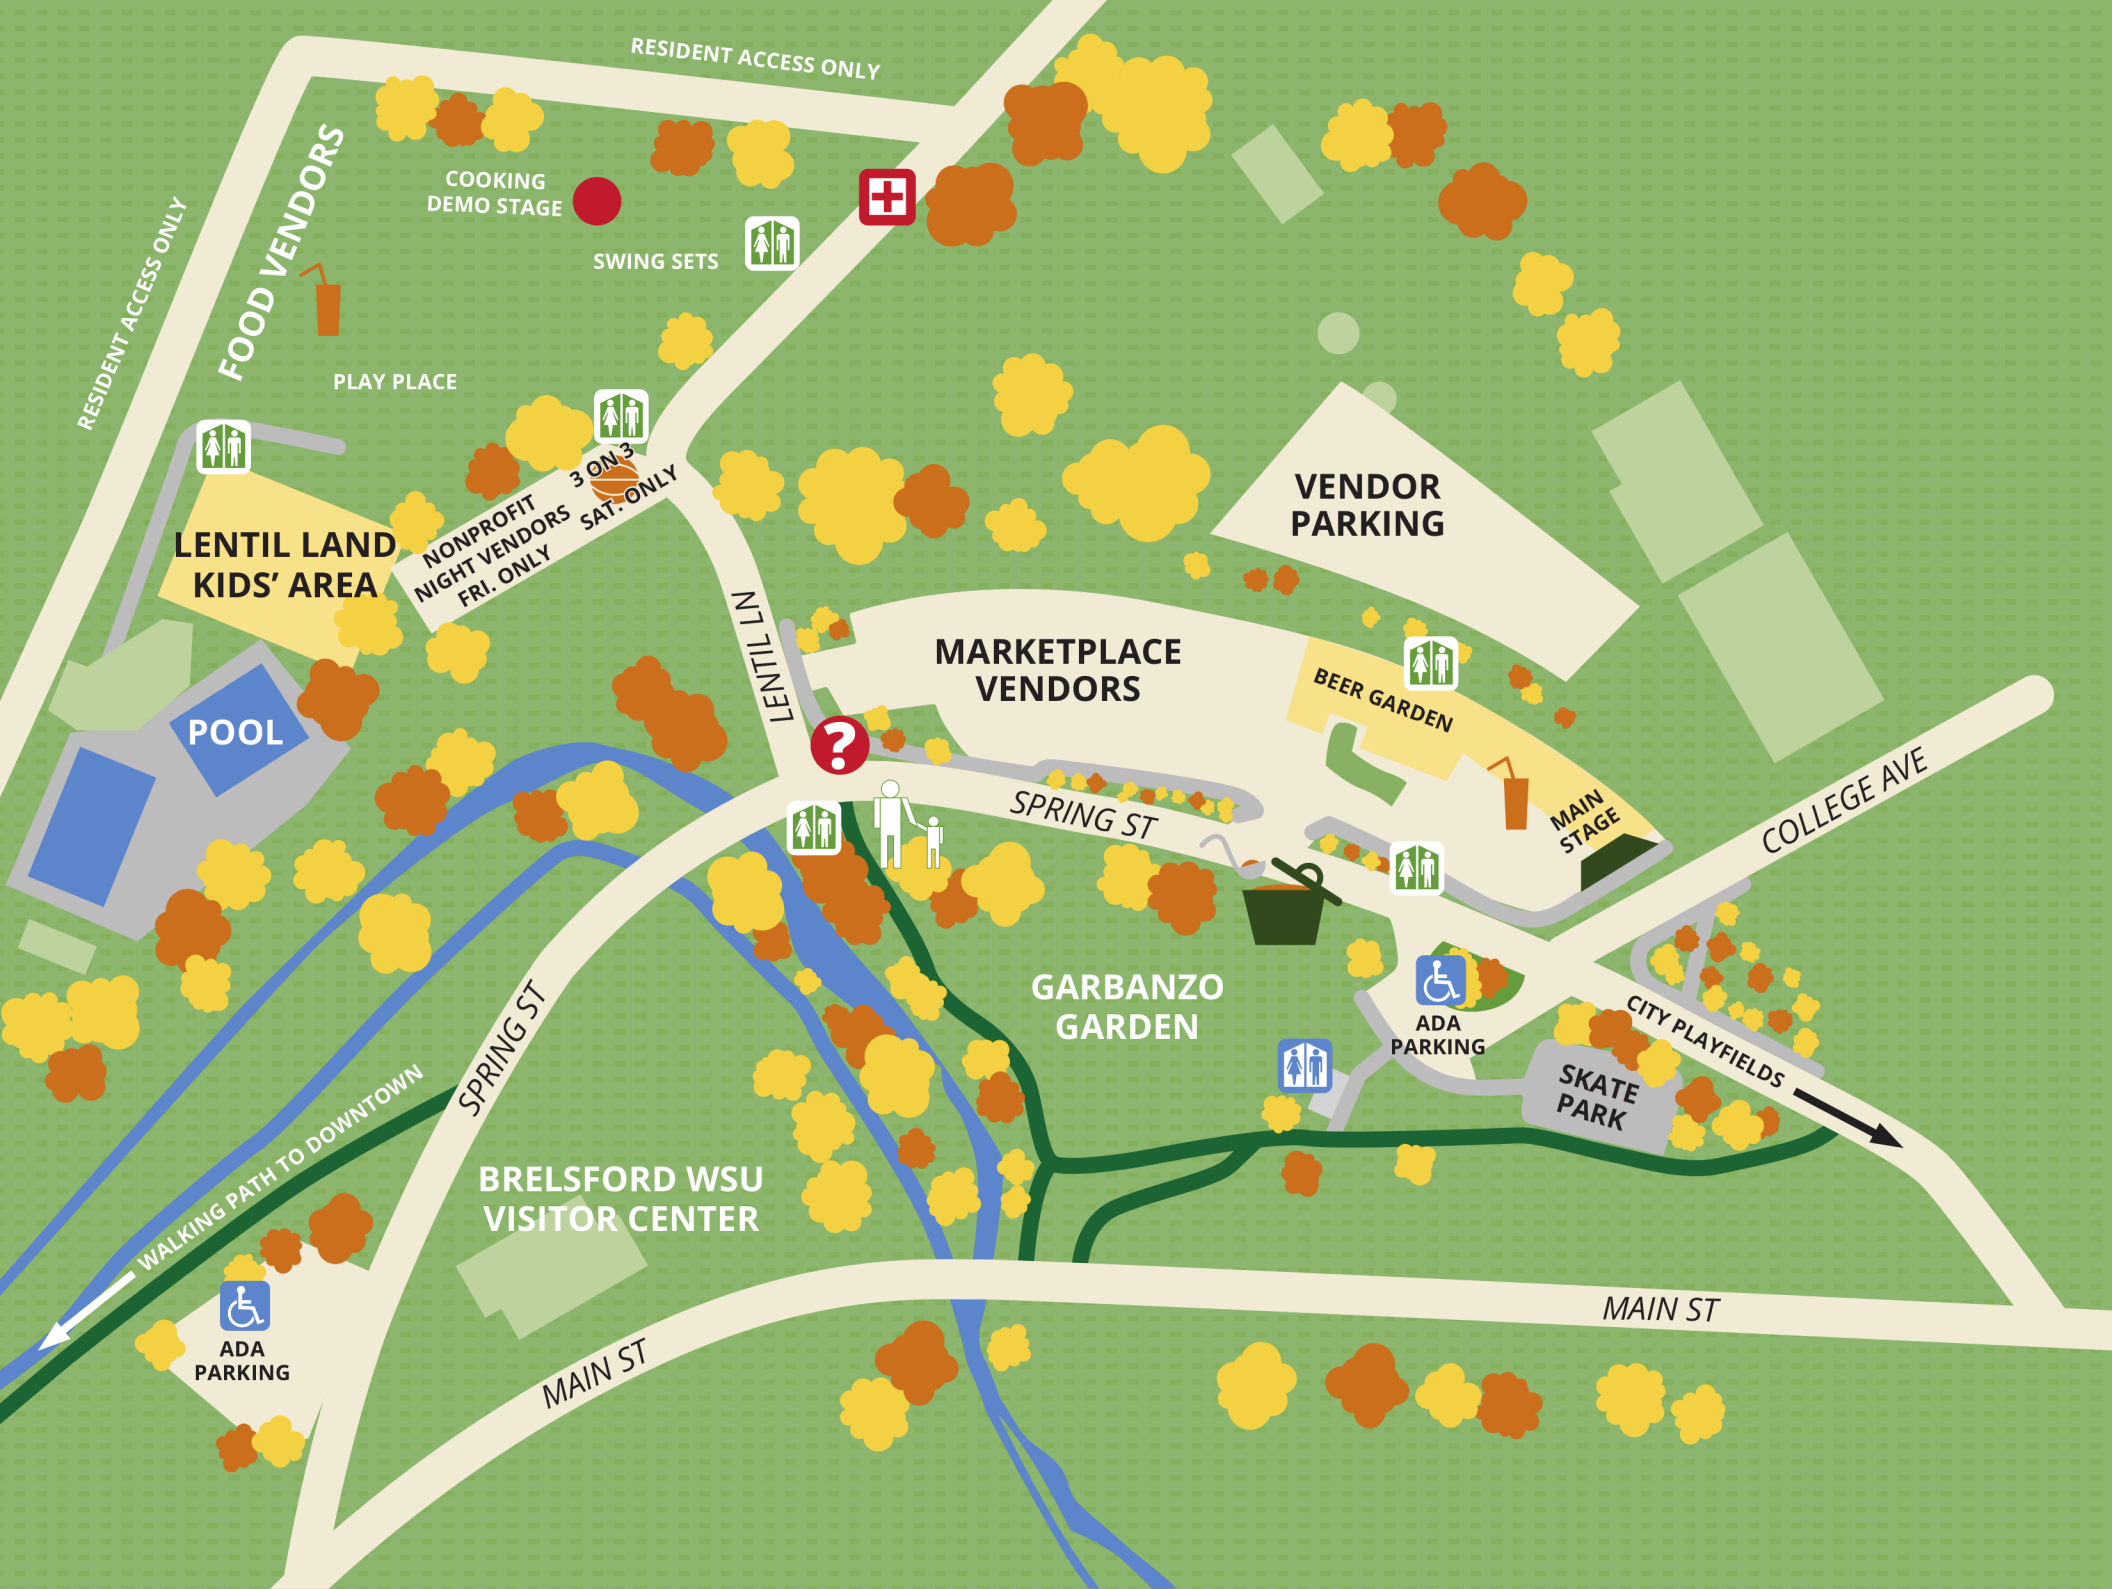 RESIDENT ACCESS ONLY
RESIDENT ACCESS ONLY
FOOD VENDORS
COOKING
DEMO STAGE
SWING SETS
PLAY PLACE
3 ON 3
SAT. ONLY
NONPROFIT
NIGHT VENDORS
FRI. ONLY
LENTIL LAND
KIDS’ AREA
VENDOR
PARKING
LENTIL LN
MARKETPLACE
VENDORS
BEER GARDEN
POOL
?
MAIN
STAGE
COLLEGE AVE
SPRING ST
GARBANZO
GARDEN
ADA
PARKING
CITY PLAYFIELDS
SKATE
PARK
SPRING ST
WALKING PATH TO DOWNTOWN
BRELSFORD WSU
VISITOR CENTER
ADA
PARKING
MAIN ST
MAIN ST